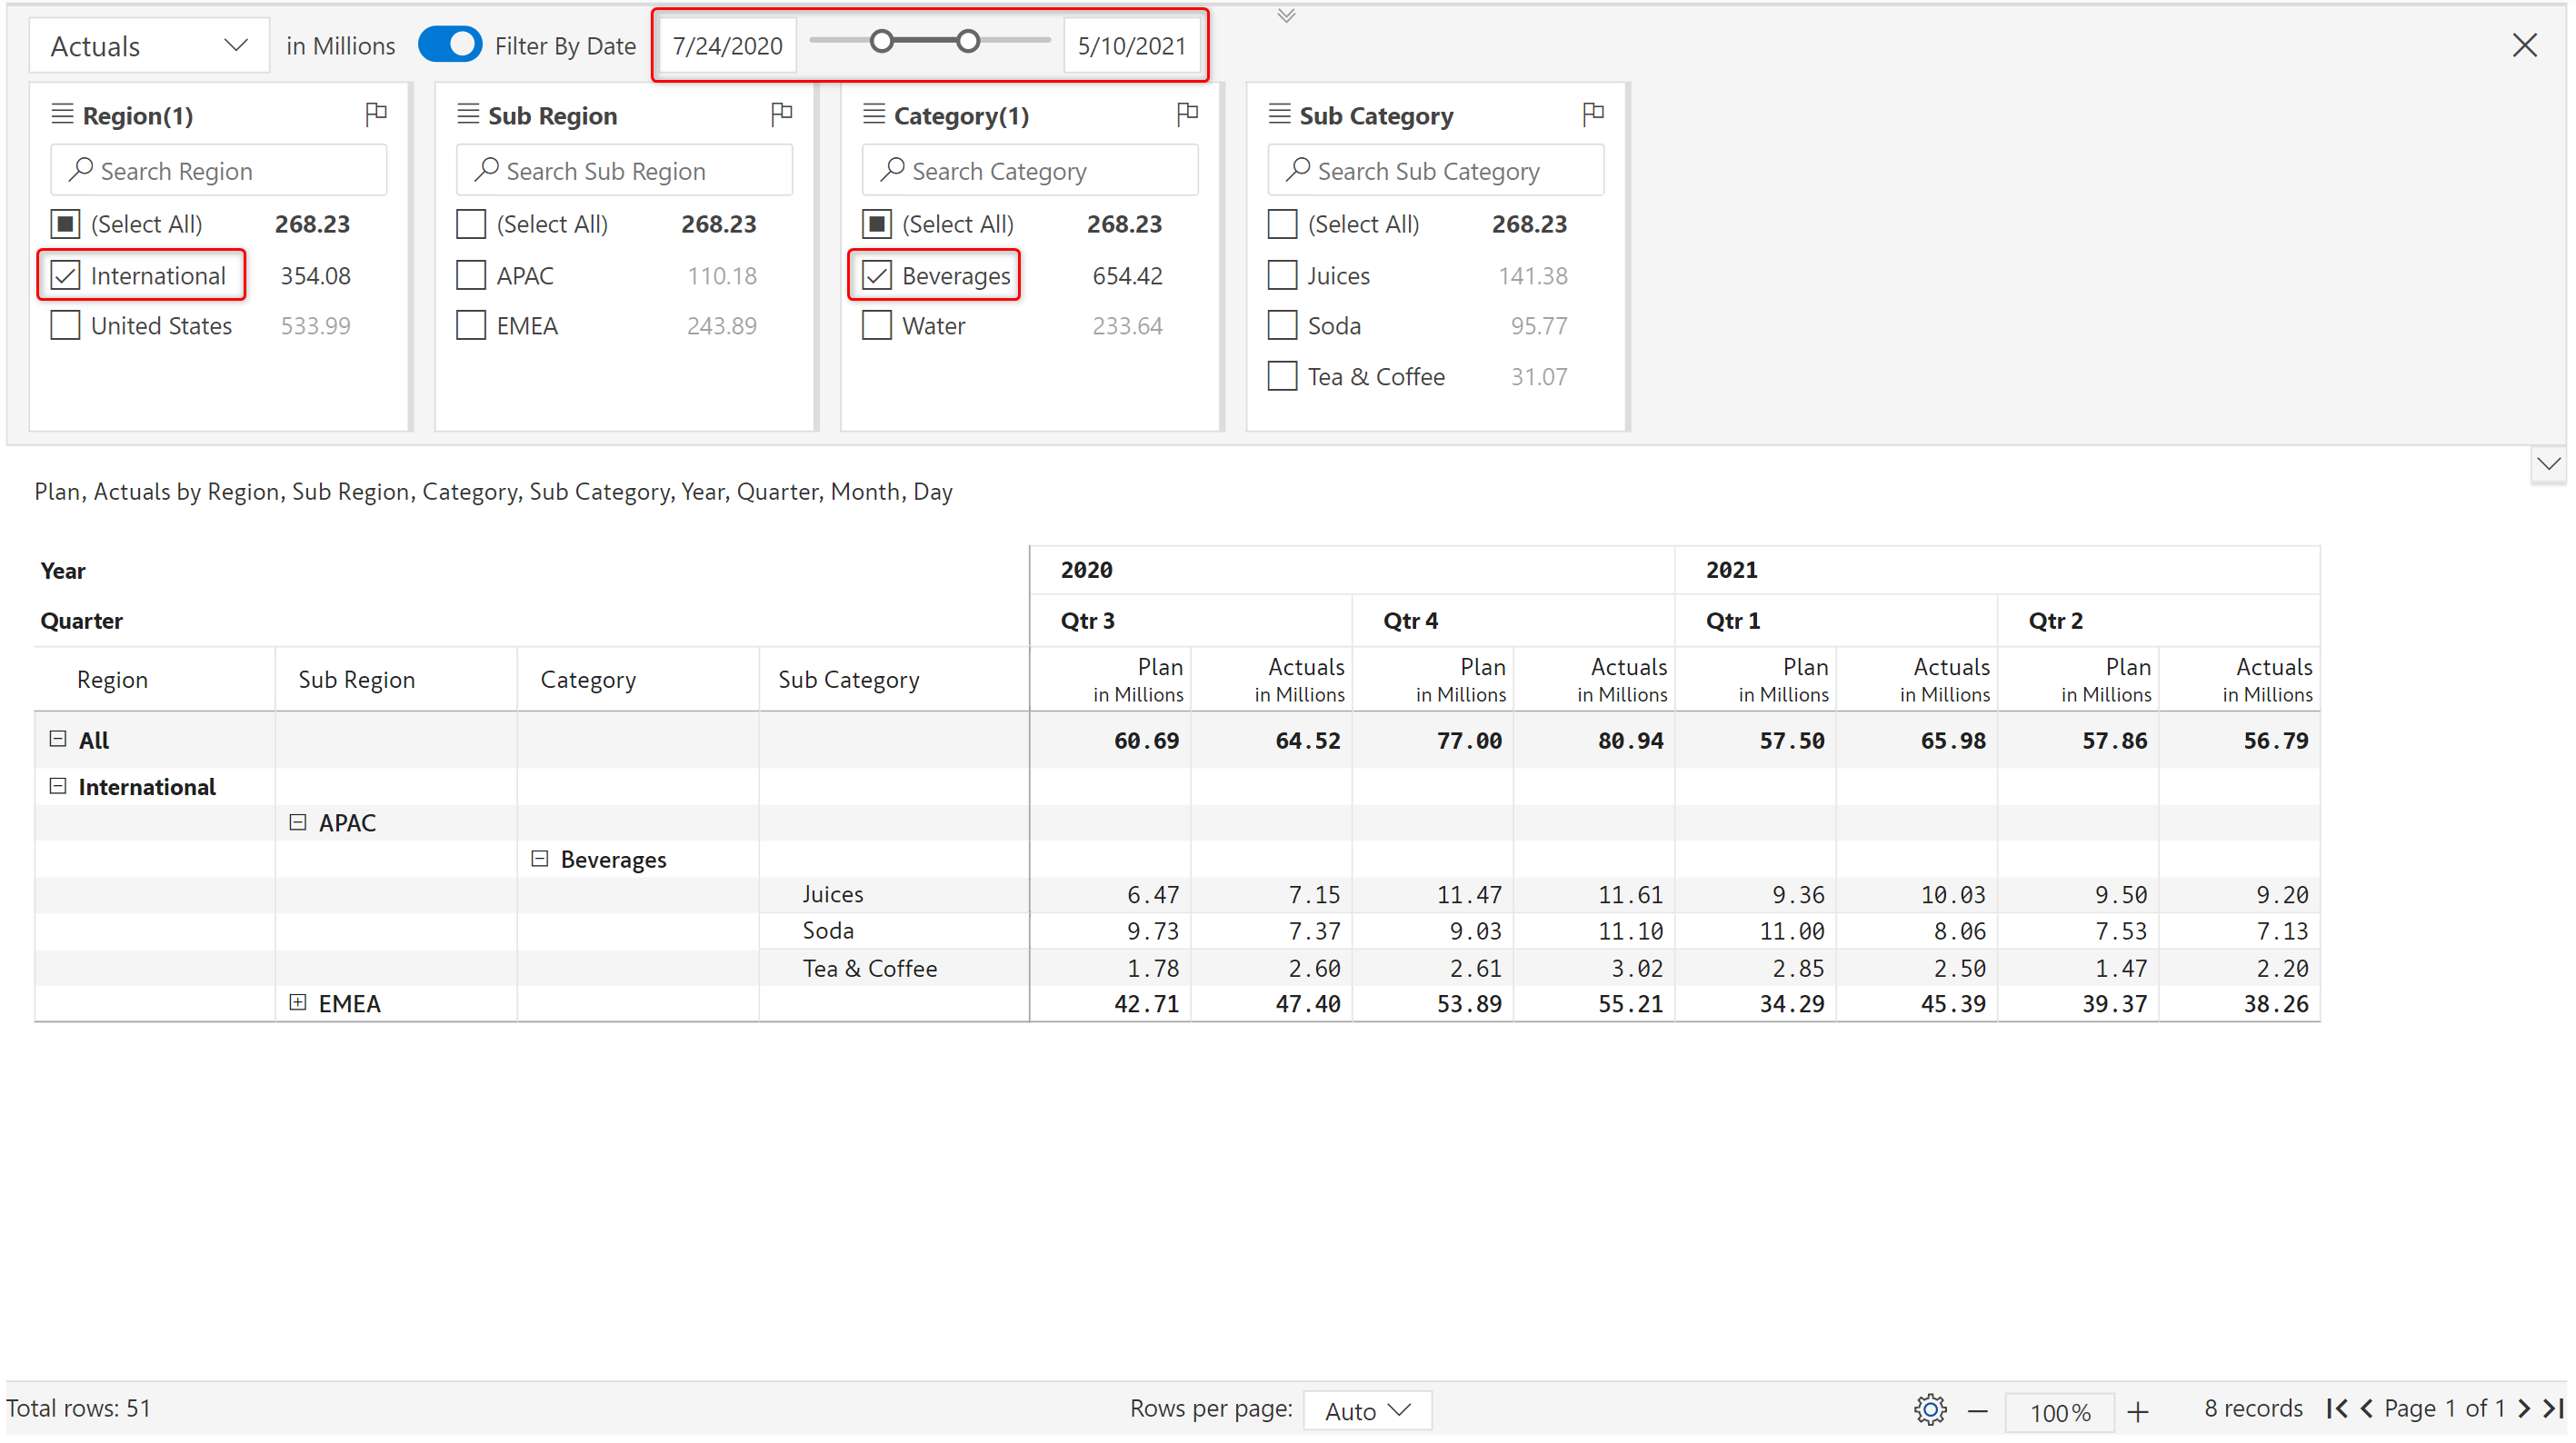 Actuals in Millions Filter By Date 7/24/2020 5/10/2021
Region(1) Sub Region Category(1) Sub Category
Search Region Search Sub Region Search Category Search Sub Category
(Select All) 268.23 (Select All) 268.23 (Select All) 268.23 (Select All) 268.23
International 354.08 APAC 110.18 Beverages 654.42 Juices 141.38
United States 533.99 EMEA 243.89 Water 233.64 Soda 95.77
Tea & Coffee 31.07
Plan, Actuals by Region, Sub Region, Category, Sub Category, Year, Quarter, Month, Day
Year 2020 2021
Quarter Qtr 3 Qtr 4 Qtr 1 Qtr 2
Region Sub Region Category Sub Category Plan Actuals Plan Actuals Plan Actuals Plan Actuals
in Millions in Millions in Millions in Millions in Millions in Millions in Millions in Millions
All 60.69 64.52 77.00 80.94 57.50 65.98 57.86 56.79
International
APAC
Beverages
Juices 6.47 7.15 11.47 11.61 9.36 10.03 9.50 9.20
Soda 9.73 7.37 9.03 11.10 11.00 8.06 7.53 7.13
Tea & Coffee 1.78 2.60 2.61 3.02 2.85 2.50 1.47 2.20
EMEA 42.71 47.40 53.89 55.21 34.29 45.39 39.37 38.26
Total rows: 51 Rows per page: Auto 100% 8 records Page 1 of 1